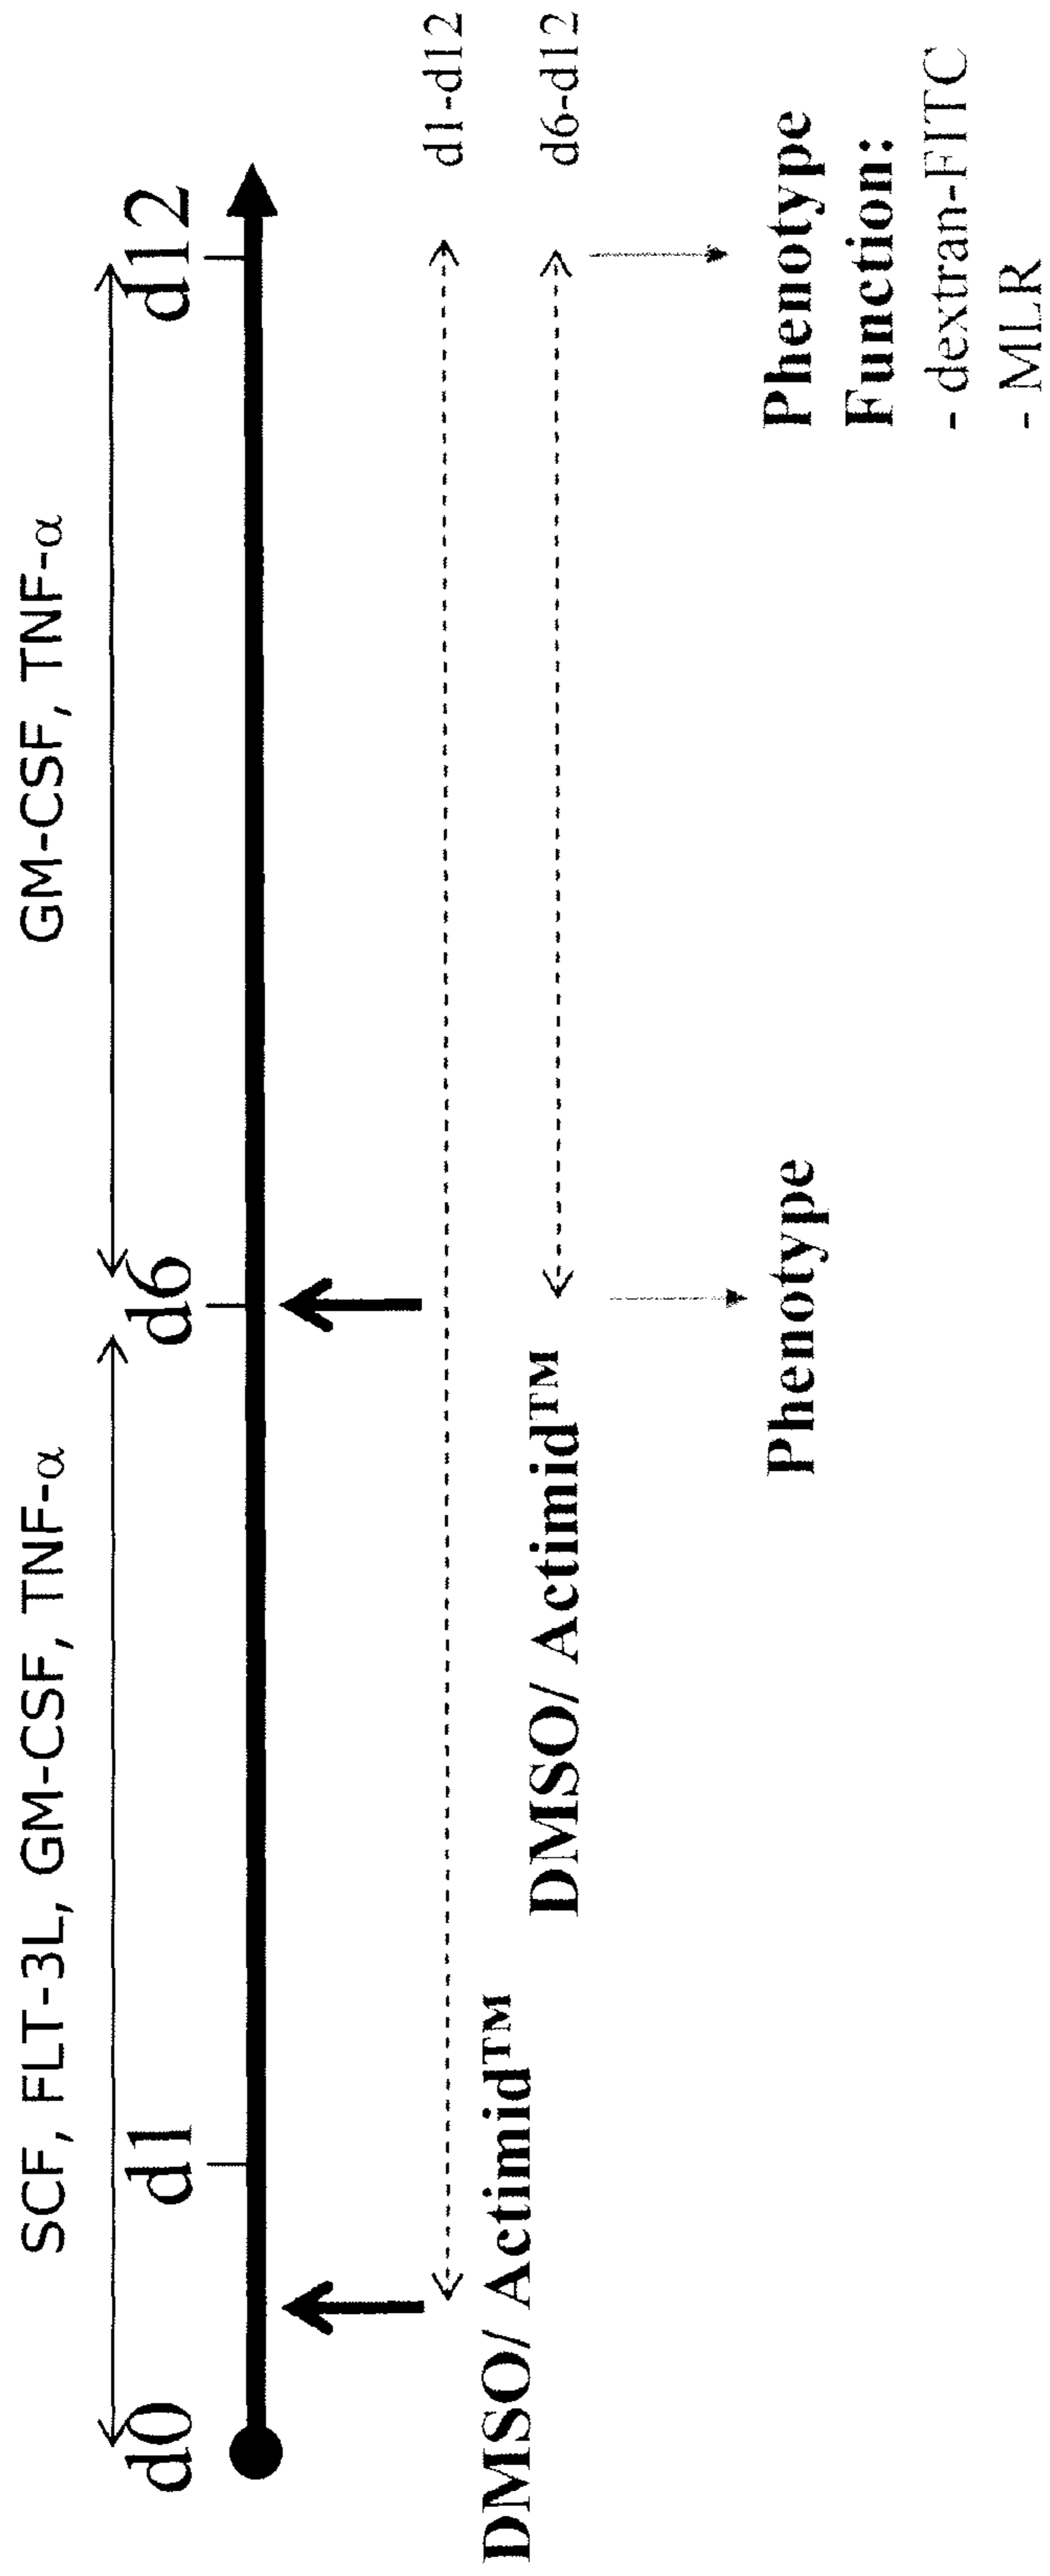 SCF, FLT-3L, GM-CSF, TNF-α
GM-CSF, TNF-α
d0
d1
d6
d12
d1-d12
DMSO/ Actimid™
DMSO/ Actimid™
d6-d12
Phenotype
Phenotype
Function:
- dextran-FITC
- MLR